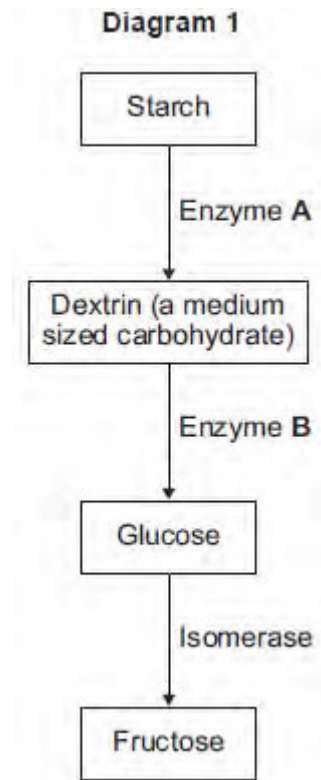 Diagram 1
Starch
Enzyme A
Dextrin (a medium
sized carbohydrate)
Enzyme B
Glucose
Isomerase
Fructose